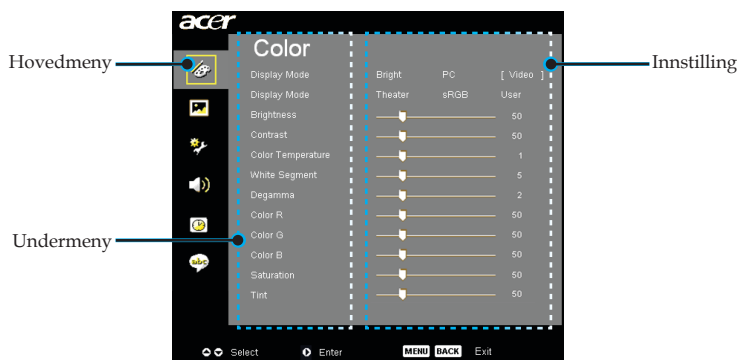 acer
Hovedmeny
Innstilling
Color
Display Mode Bright PC [ Video ]
Display Mode Theater sRGB User
Brightness 50
Contrast 50
Color Temperature 1
White Segment 5
Degamma 2
Color R 50
Color G 50
Undermeny
Color B 50
Saturation 50
Tint 50
abc
Select Enter MENU BACK Exit